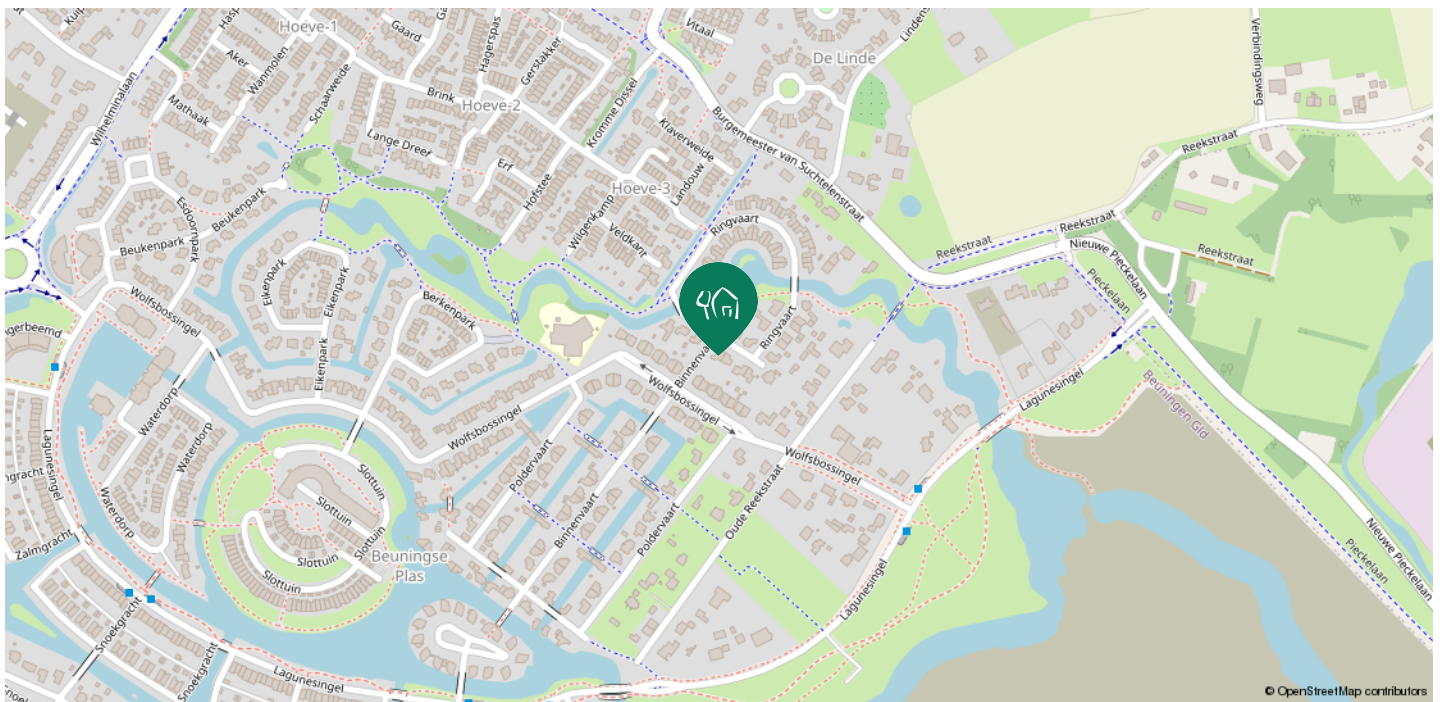 Hoeve-1
Gaard
Hagerspas
Vitaal
De Linde
Verbindingsweg
Aker
Wanmolen
Gerstakker
Wilhelminalaan
Mathaak
Schaarweide
Brink
Hoeve-2
Kromme Dissel
Klaverweide
Burgemeester van Suchtelenstraat
Lange Dreef
Erf
Hofstee
Hoeve-3
Landouw
Reekstraat
Esdoornpark
Beukenpark
Beukenpark
Wilgenkamp
Veldkant
Ringvaart
Reekstraat
Reekstraat
Nieuwe Pieckelaan
Reekstraat
Pieckelaan
Eikenpark
Eikenpark
Berkenpark
Wolfsbossingel
Ringvaart
Eikenpark
Wolfsbossingel
Lagunesingel
Beuningen Gld
Waterdorp
Waterdorp
Wolfsbossingel
Lagunesingel
Poldervaart
Binnenvaart
Poldervaart
Oude Reekstraat
Wolfsbossingel
Slottuin
Slottuin
Slottuin
Slottuin
Slottuin
Waterdorp
Zalmgracht
Beuningse
Plas
Nieuwe Pieckelaan
Pieckelaan
Snoekgracht
Snoekgracht
Lagunesingel
Lagunesingel
© OpenStreetMap contributors